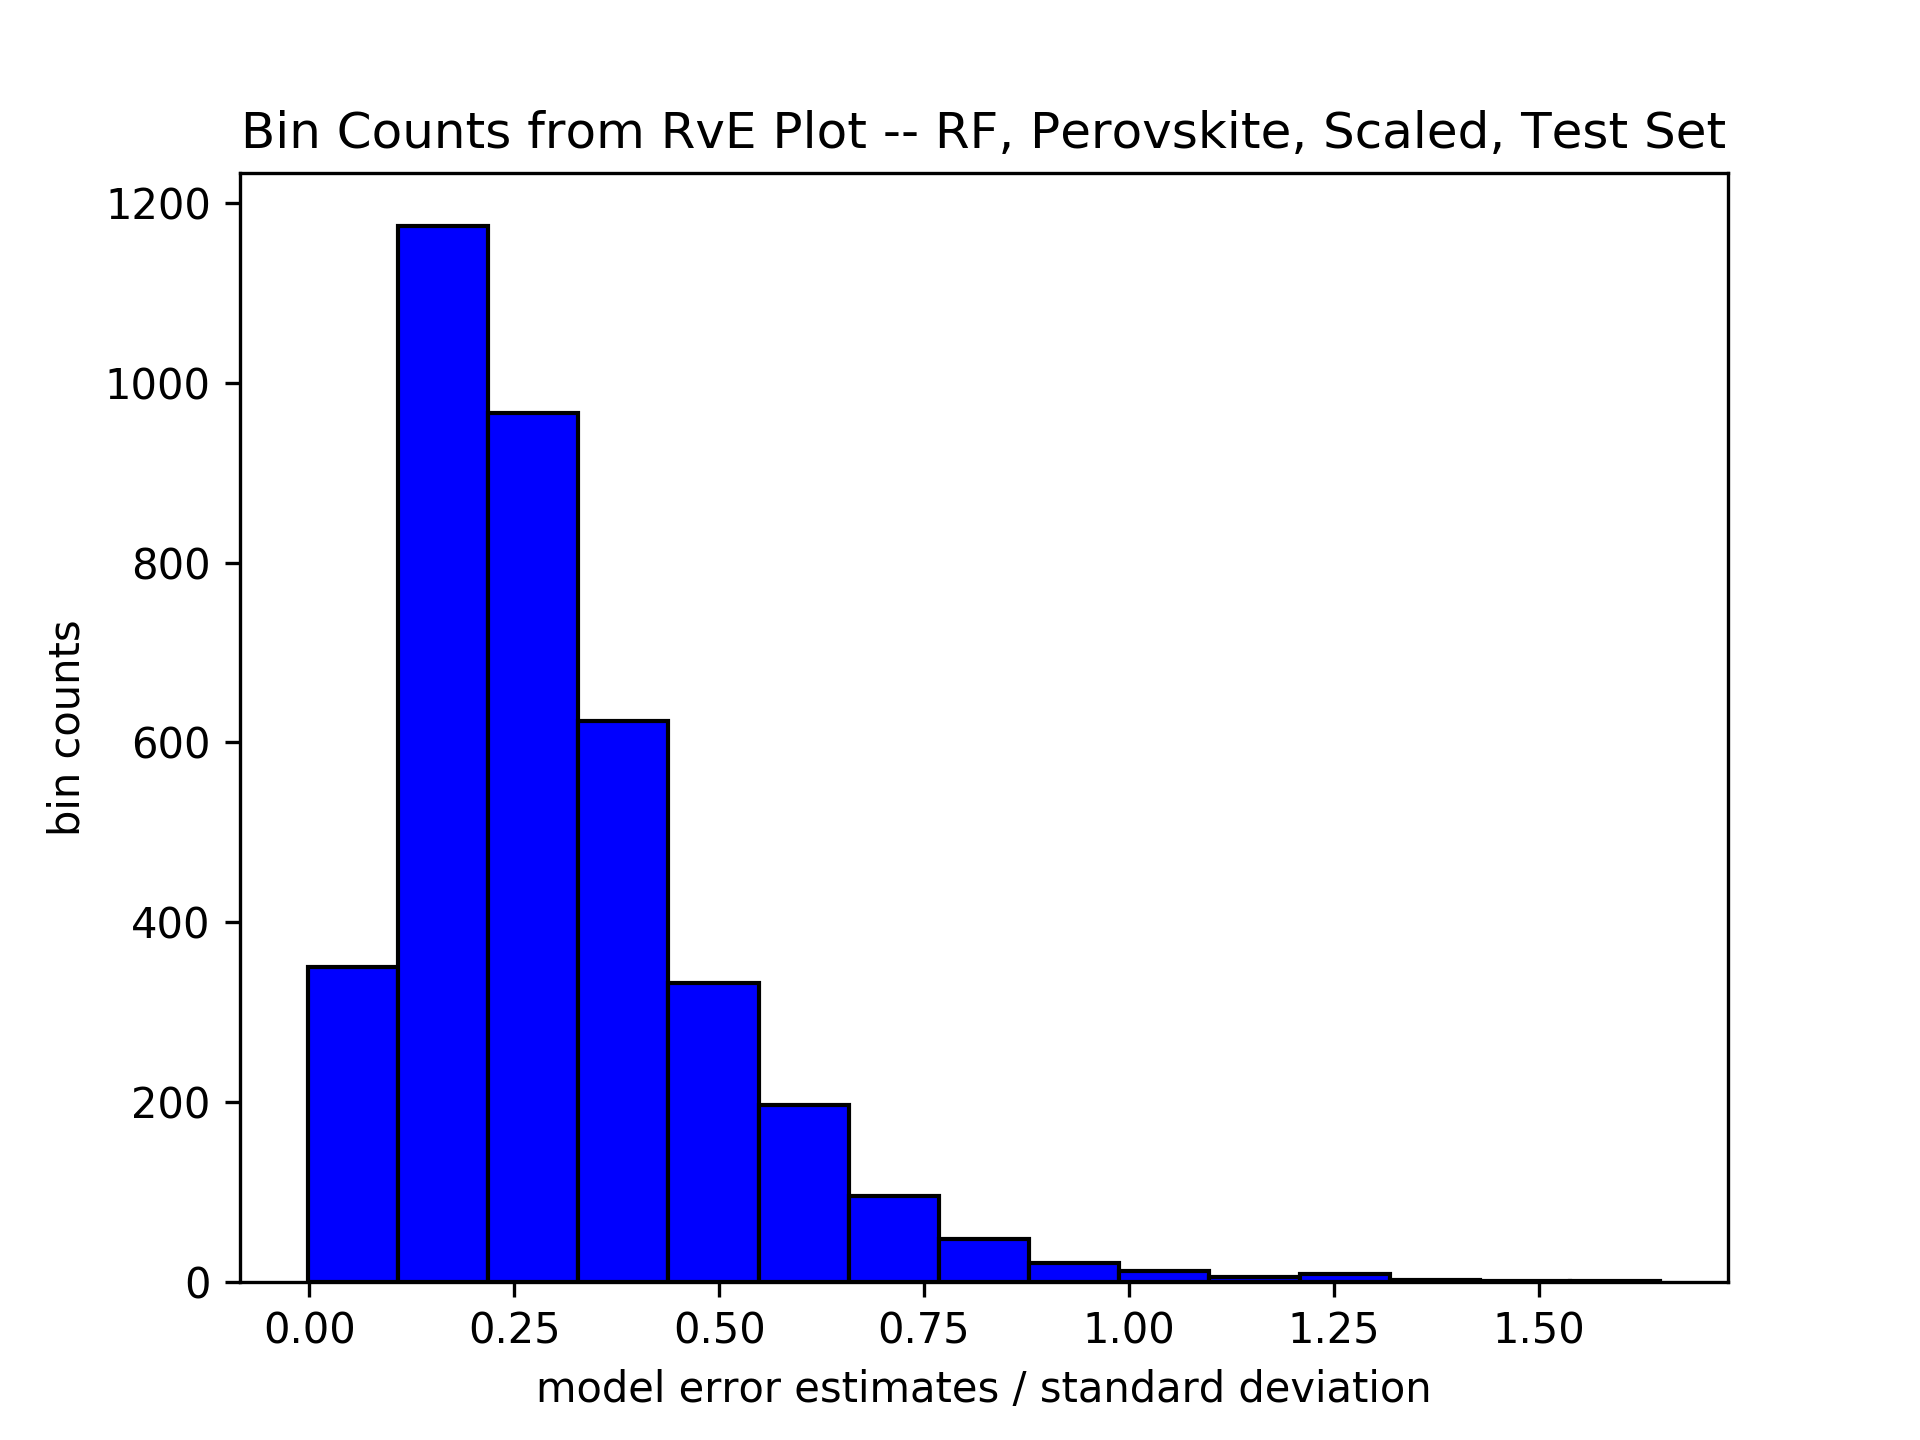 Bin Counts from RvE Plot -- RF, Perovskite, Scaled, Test Set
1200
1000
800
600
400
200
0
bin counts
0.00 0.25 0.50 0.75 1.00 1.25 1.50
model error estimates / standard deviation